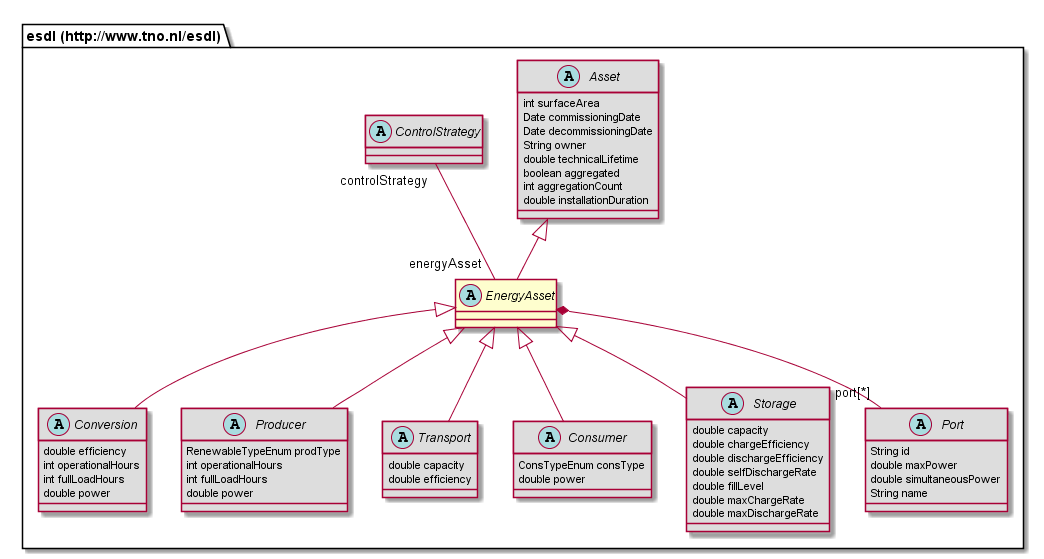 esdl (http://www.tno.nl/esdl)
A Asset
int surfaceArea
Date commissioningDate
Date decommissioningDate
String owner
double technicalLifetime
boolean aggregated
int aggregationCount
double installationDuration
A ControlStrategy
controlStrategy
energyAsset
A EnergyAsset
port[*]
A Conversion
double efficiency
int operationalHours
int fullLoadHours
double power
A Producer
RenewableTypeEnum prodType
int operationalHours
int fullLoadHours
double power
A Transport
double capacity
double efficiency
A Consumer
ConsTypeEnum consType
double power
A Storage
double capacity
double chargeEfficiency
double dischargeEfficiency
double selfDischargeRate
double fillLevel
double maxChargeRate
double maxDischargeRate
A Port
String id
double maxPower
double simultaneousPower
String name